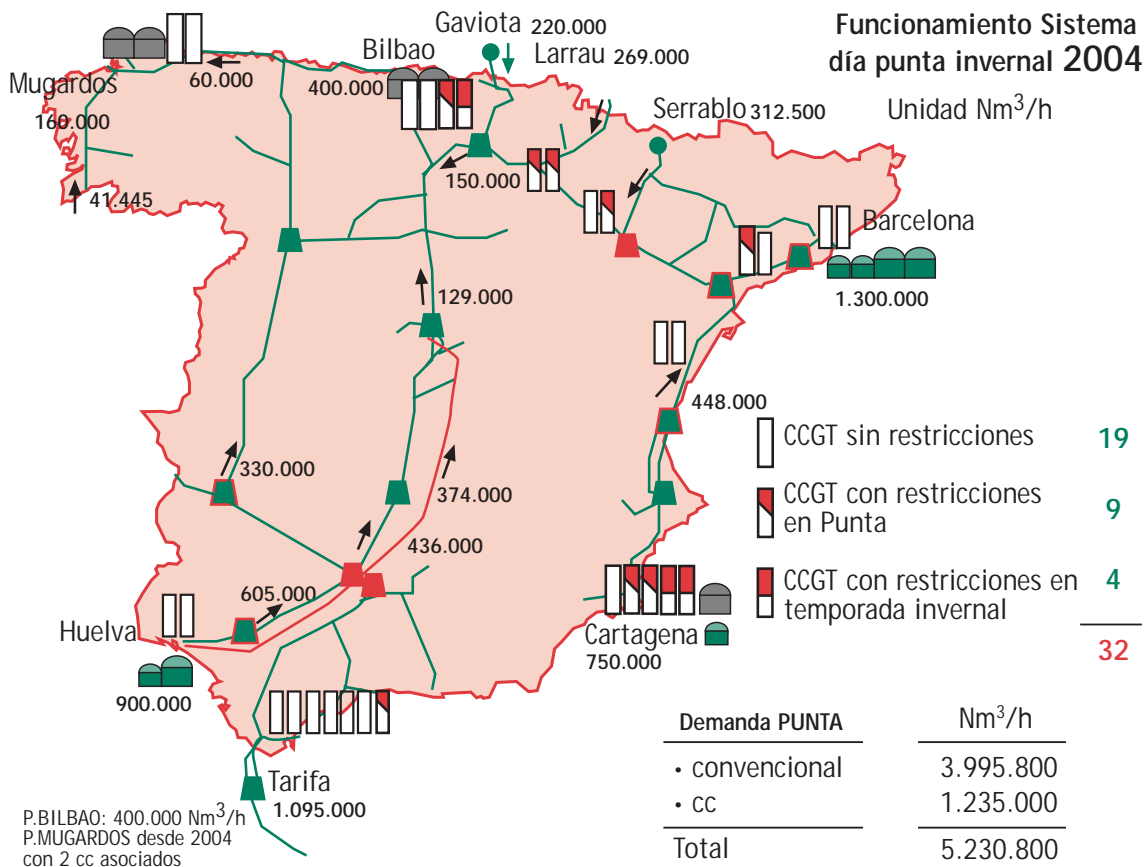 Funcionamiento Sistema
día punta invernal 2004
Unidad Nm³/h
Gaviota 220.000
Larrau 269.000
Bilbao
400.000
Mugardos
160.000
60.000
Serrablo 312.500
41.445
150.000
Barcelona
1.300.000
129.000
448.000
330.000
374.000
436.000
605.000
Huelva
900.000
Cartagena
750.000
Tarifa
1.095.000
CCGT sin restricciones 19
CCGT con restricciones
en Punta 9
CCGT con restricciones en
temporada invernal 4
32
Demanda PUNTA Nm³/h
• convencional 3.995.800
• cc 1.235.000
Total 5.230.800
P.BILBAO: 400.000 Nm³/h
P.MUGARDOS desde 2004
con 2 cc asociados